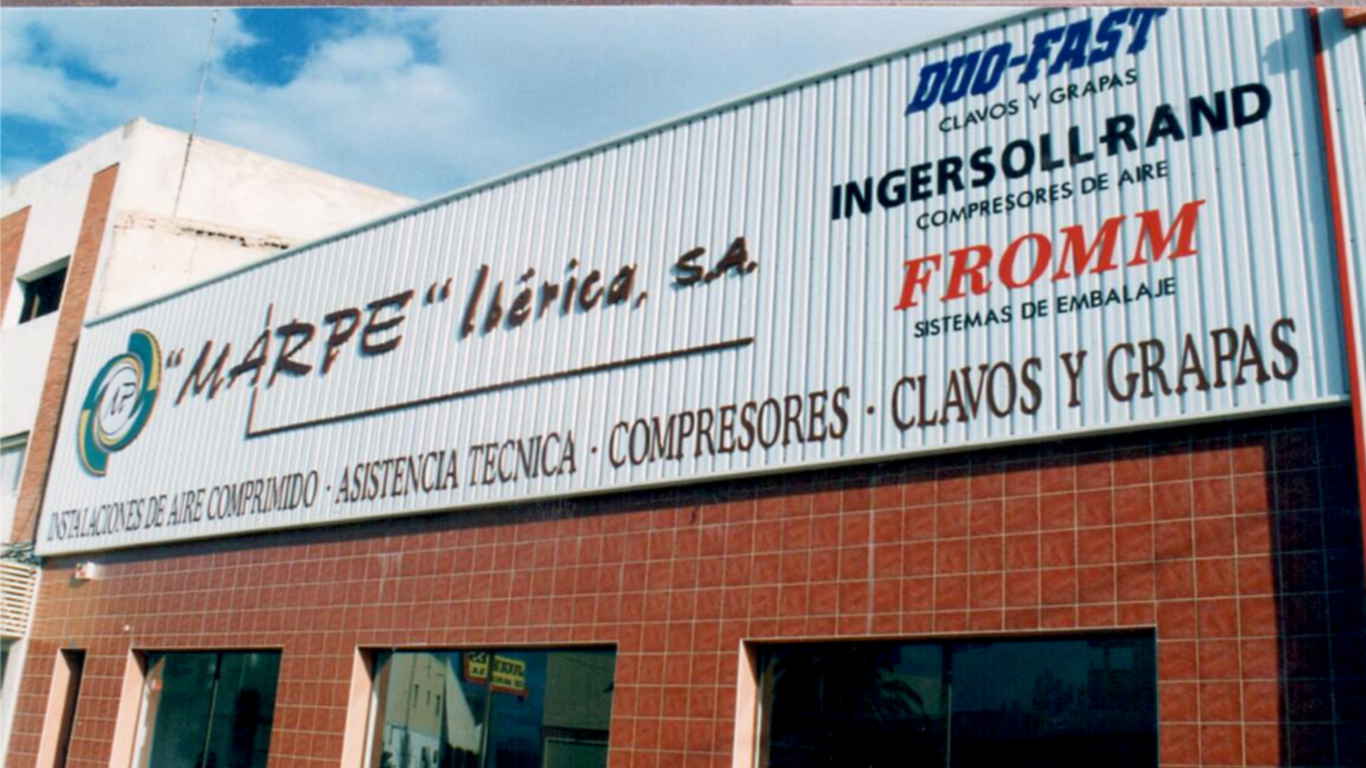 DUO-FAST
CLAVOS Y GRAPAS
INGERSOLL-RAND
COMPRESORES DE AIRE
FROMM
SISTEMAS DE EMBALAJE
"MARPE" Ibérica, S.A.
INSTALACIONES DE AIRE COMPRIMIDO · ASISTENCIA TECNICA · COMPRESORES · CLAVOS Y GRAPAS